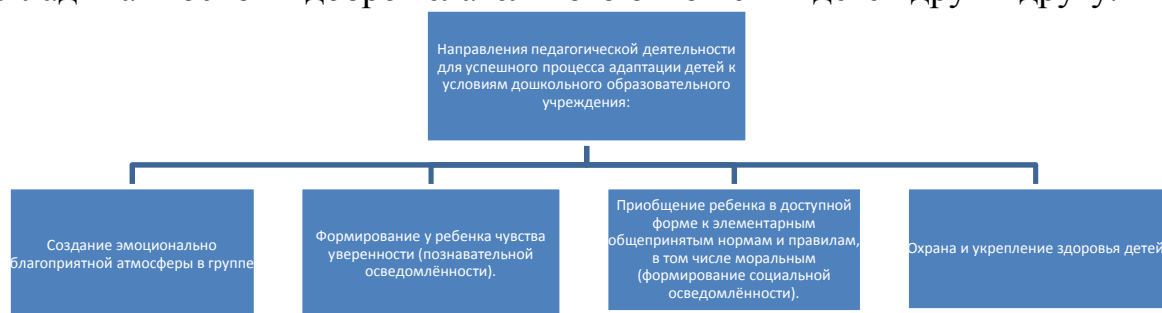 Направления педагогической деятельности
для успешного процесса адаптации детей к
условиям дошкольного образовательного
учреждения:
Создание эмоционально
благоприятной атмосферы в группе
Формирование у ребенка чувства
уверенности (познавательной
осведомлённости).
Приобщение ребенка в доступной
форме к элементарным
общепринятым нормам и правилам,
в том числе моральным
(формирование социальной
осведомлённости).
Охрана и укрепление здоровья детей